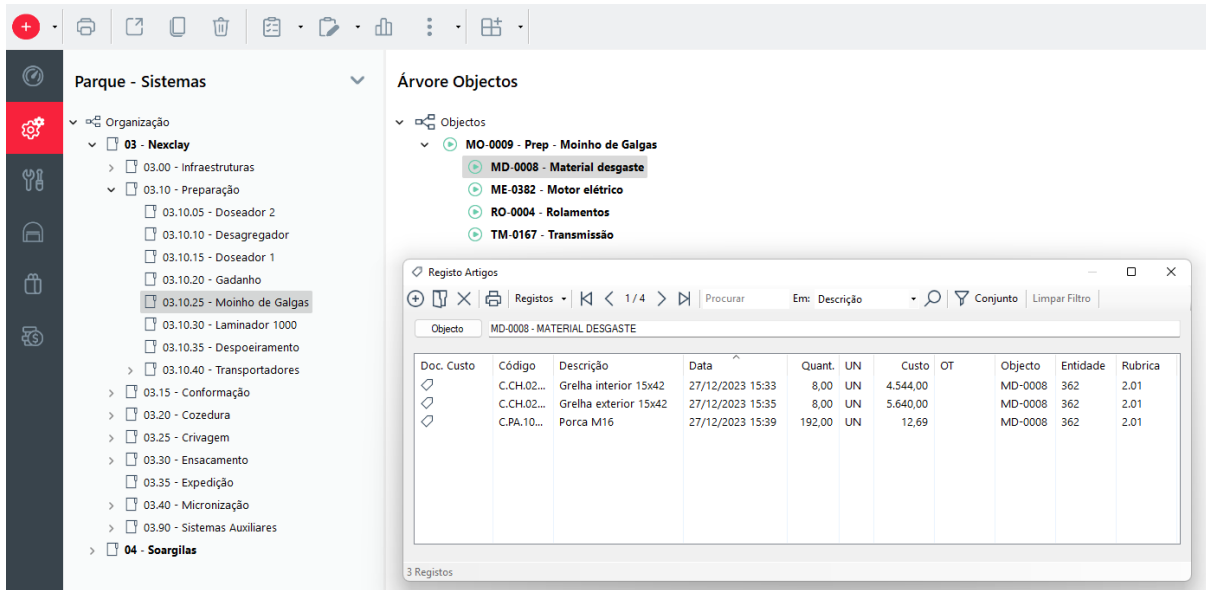 Parque - Sistemas
Organização
03 - Nexclay
03.00 - Infraestruturas
03.10 - Preparação
03.10.05 - Doseador 2
03.10.10 - Desagregador
03.10.15 - Doseador 1
03.10.20 - Gadanho
03.10.25 - Moinho de Galgas
03.10.30 - Laminador 1000
03.10.35 - Despoeiramento
03.10.40 - Transportadores
03.15 - Conformação
03.20 - Cozedura
03.25 - Crivagem
03.30 - Ensacamento
03.35 - Expedição
03.40 - Micronização
03.90 - Sistemas Auxiliares
04 - Soargilas
Árvore Objectos
Objectos
MO-0009 - Prep - Moinho de Galgas
MD-0008 - Material desgaste
ME-0382 - Motor elétrico
RO-0004 - Rolamentos
TM-0167 - Transmissão
Registo Artigos
Registos 1 / 4 Procurar Em: Descrição Conjunto Limpar Filtro
Objecto MD-0008 - MATERIAL DESGASTE
Doc. Custo Código Descrição Data Quant. UN Custo OT Objecto Entidade Rubrica
C.CH.02... Grelha interior 15x42 27/12/2023 15:33 8,00 UN 4.544,00 MD-0008 362 2.01
C.CH.02... Grelha exterior 15x42 27/12/2023 15:35 8,00 UN 5.640,00 MD-0008 362 2.01
C.PA.10... Porca M16 27/12/2023 15:39 192,00 UN 12,69 MD-0008 362 2.01
3 Registos